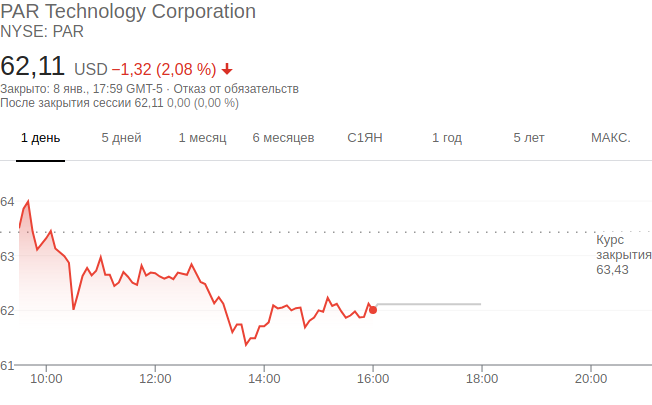 PAR Technology Corporation
NYSE: PAR
62,11 USD −1,32 (2,08 %)
Закрыто: 8 янв., 17:59 GMT-5 · Отказ от обязательств
После закрытия сессии 62,11 0,00 (0,00 %)
1 день 5 дней 1 месяц 6 месяцев С1ЯН 1 год 5 лет МАКС.
64
Курс
63 закрытия
63,43
62
61
10:00 12:00 14:00 16:00 18:00 20:00